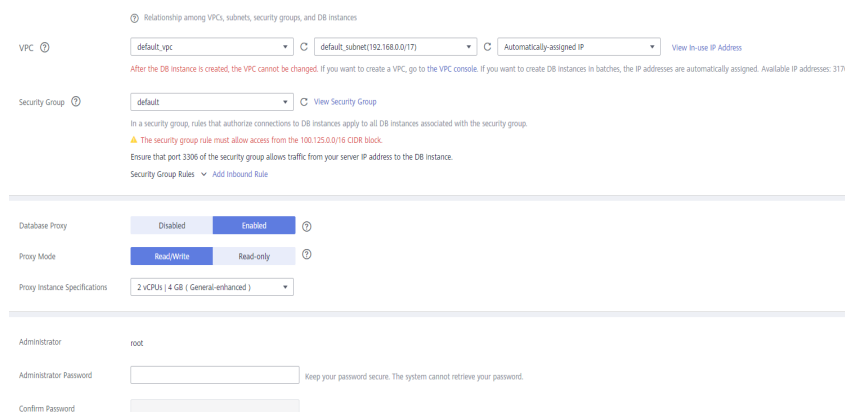 Relationship among VPCs, subnets, security groups, and DB instances
VPC default_vpc default_subnet(192.168.0.0/17) Automatically-assigned IP View In-use IP Address
After the DB instance is created, the VPC cannot be changed. If you want to create a VPC, go to the VPC console. If you want to create DB instances in batches, the IP addresses are automatically assigned. Available IP addresses: 317
Security Group default View Security Group
In a security group, rules that authorize connections to DB instances apply to all DB instances associated with the security group.
The security group rule must allow access from the 100.125.0.0/16 CIDR block.
Ensure that port 3306 of the security group allows traffic from your server IP address to the DB instance.
Security Group Rules Add Inbound Rule
Database Proxy Disabled Enabled
Proxy Mode Read/Write Read-only
Proxy Instance Specifications 2 vCPUs | 4 GB ( General-enhanced )
Administrator root
Administrator Password Keep your password secure. The system cannot retrieve your password.
Confirm Password